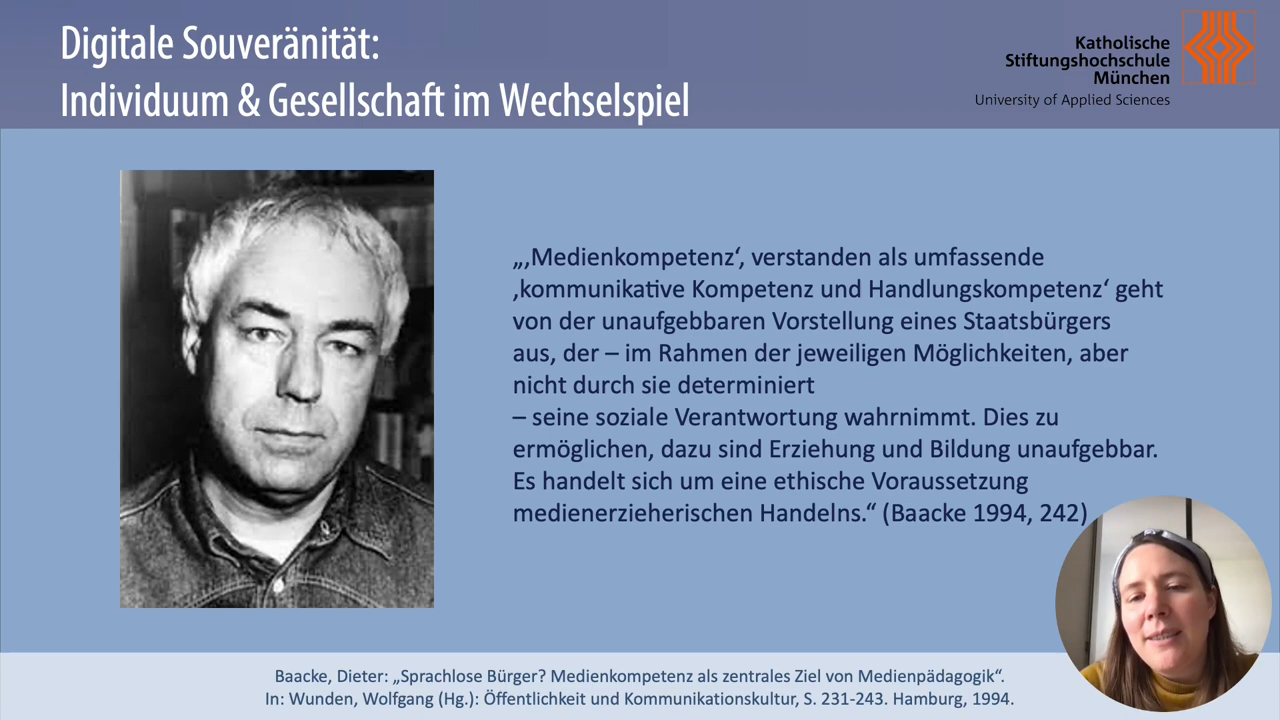 Digitale Souveränität:
Individuum & Gesellschaft im Wechselspiel
Katholische
Stiftungshochschule
München
University of Applied Sciences
„‚Medienkompetenz‘, verstanden als umfassende
‚kommunikative Kompetenz und Handlungskompetenz‘ geht
von der unaufgebbaren Vorstellung eines Staatsbürgers
aus, der – im Rahmen der jeweiligen Möglichkeiten, aber
nicht durch sie determiniert
– seine soziale Verantwortung wahrnimmt. Dies zu
ermöglichen, dazu sind Erziehung und Bildung unaufgebbar.
Es handelt sich um eine ethische Voraussetzung
medienerzieherischen Handelns.“ (Baacke 1994, 242)
Baacke, Dieter: „Sprachlose Bürger? Medienkompetenz als zentrales Ziel von Medienpädagogik“.
In: Wunden, Wolfgang (Hg.): Öffentlichkeit und Kommunikationskultur, S. 231-243. Hamburg, 1994.